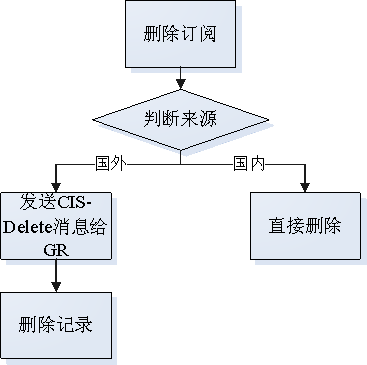 删除订阅
判断来源
国外
国内
发送CIS-
Delete消息给
GR
直接删除
删除记录